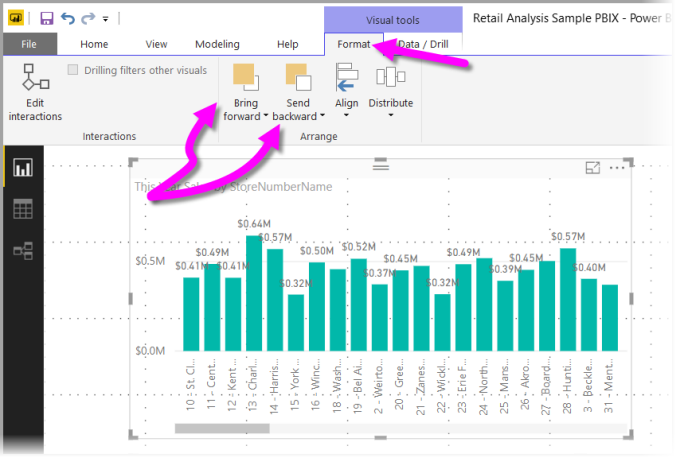 Visual tools
Retail Analysis Sample PBIX - Power B
File
Home
View
Modeling
Help
Format
Data / Drill
Edit
interactions
Drilling filters other visuals
Bring
forward
Send
backward
Align
Distribute
Interactions
Arrange
This Year Sales by StoreNumberName
$0.5M
$0.0M
$0.41M
$0.49M
$0.41M
$0.64M
$0.57M
$0.32M
$0.50M
$0.52M
$0.37M
$0.45M
$0.32M
$0.49M
$0.39M
$0.45M
$0.57M
$0.40M
10 - St. Cl...
11 - Cent...
12 - Kent ...
13 - Charl...
14 - Harris...
15 - York ...
16 - Winc...
18 - Wash...
19 - Bel Ai...
2 - Weirto...
20 - Gree...
21 - Zanes...
22 - Wickl...
23 - Erie F...
24 - North...
25 - Mans...
26 - Akro...
27 - Board...
28 - Hunti...
3 - Beckle...
31 - Ment...